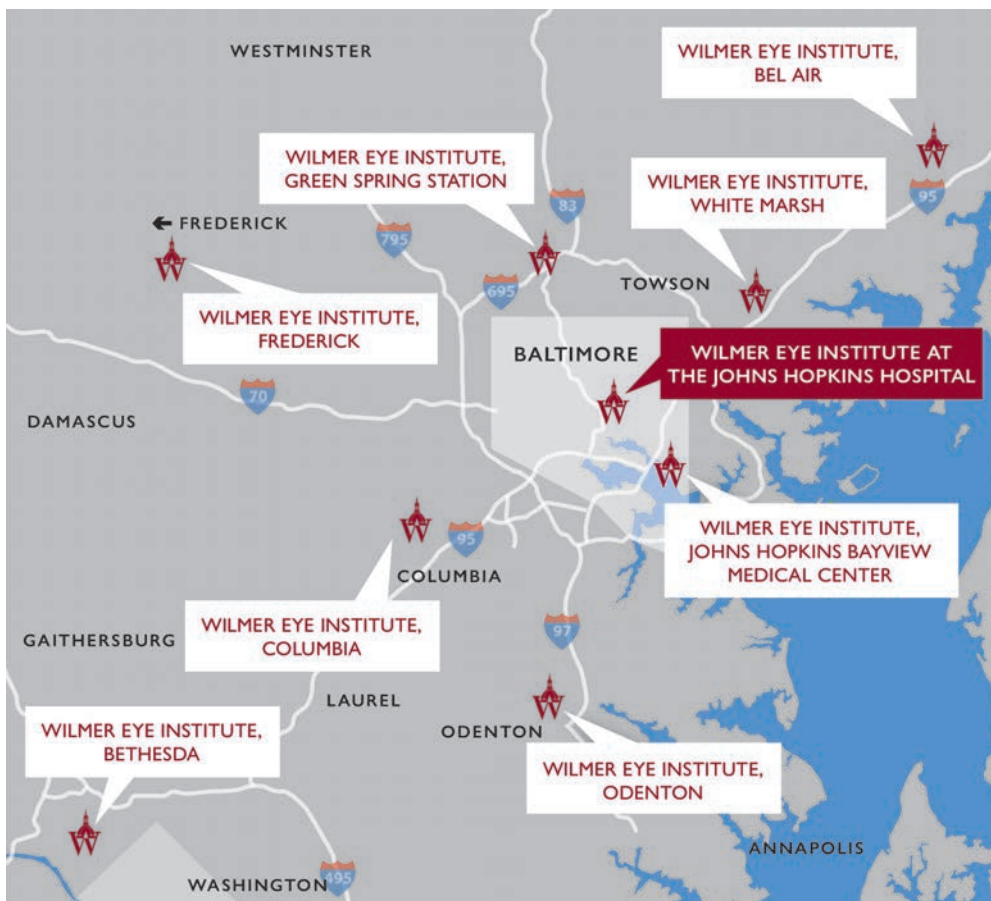 WESTMINSTER
WILMER EYE INSTITUTE,
BEL AIR
W
WILMER EYE INSTITUTE,
GREEN SPRING STATION
WILMER EYE INSTITUTE,
WHITE MARSH
83
95
← FREDERICK
795
W
W
695
TOWSON
W
WILMER EYE INSTITUTE,
FREDERICK
BALTIMORE
WILMER EYE INSTITUTE AT
THE JOHNS HOPKINS HOSPITAL
70
W
DAMASCUS
W
W
95
WILMER EYE INSTITUTE,
JOHNS HOPKINS BAYVIEW
MEDICAL CENTER
COLUMBIA
WILMER EYE INSTITUTE,
COLUMBIA
97
GAITHERSBURG
LAUREL
W
ODENTON
WILMER EYE INSTITUTE,
BETHESDA
WILMER EYE INSTITUTE,
ODENTON
W
ANNAPOLIS
WASHINGTON
495